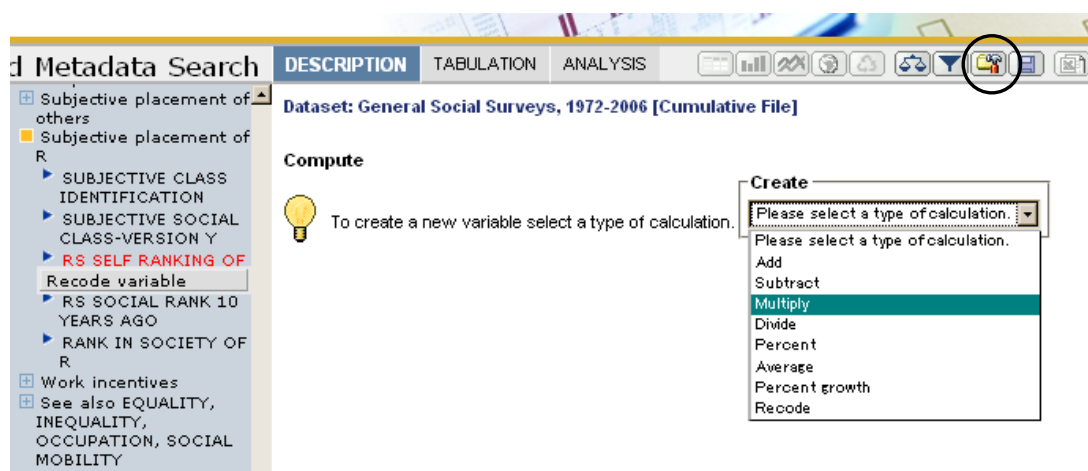 d Metadata Search
DESCRIPTION TABULATION ANALYSIS
Subjective placement of
others
Subjective placement of
R
SUBJECTIVE CLASS
IDENTIFICATION
SUBJECTIVE SOCIAL
CLASS-VERSION Y
RS SELF RANKING OF
Recode variable
RS SOCIAL RANK 10
YEARS AGO
RANK IN SOCIETY OF
R
Work incentives
See also EQUALITY,
INEQUALITY,
OCCUPATION, SOCIAL
MOBILITY
Dataset: General Social Surveys, 1972-2006 [Cumulative File]
Compute
To create a new variable select a type of calculation.
Create
Please select a type of calculation.
Please select a type of calculation.
Add
Subtract
Multiply
Divide
Percent
Average
Percent growth
Recode